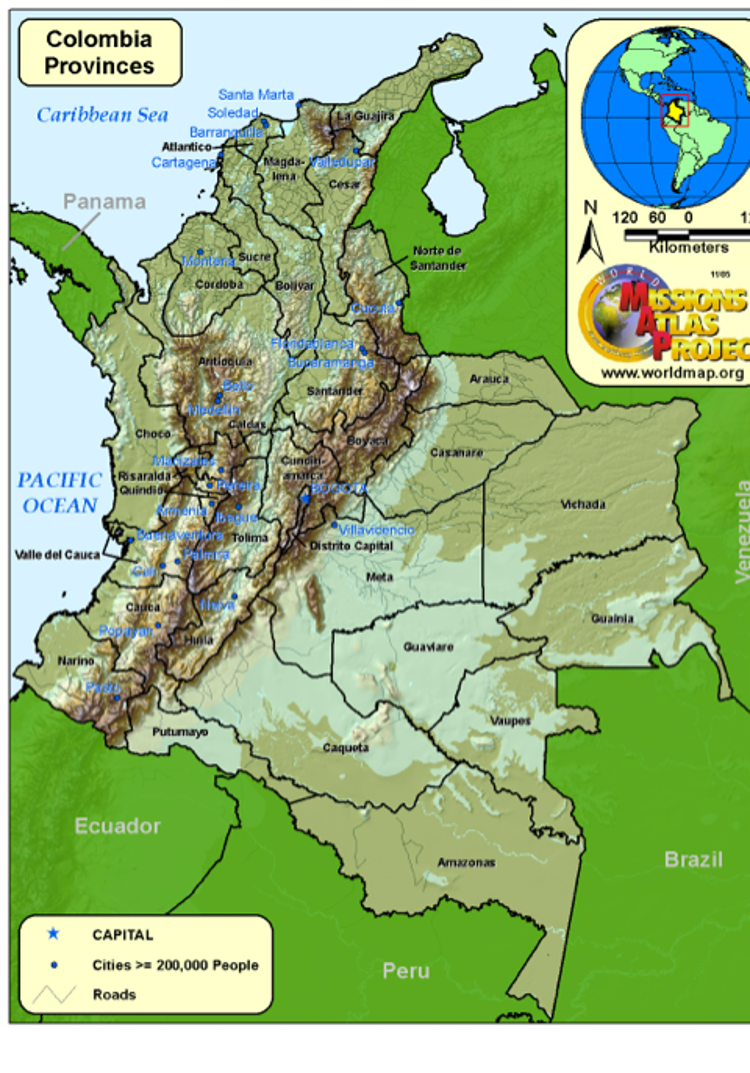 Colombia
Provinces
Caribbean Sea
Santa Marta
Soledad
Barranquilla
La Guajira
Atlantico
Cartagena
Magda-
lena
Valledupar
Cesar
Panama
N
120 60 0
Kilometers
Monteria
Sucre
Cordoba
Bolivar
Norte de
Santander
11/05
WORLD
MISSIONS
ATLAS
PROJEC
www.worldmap.org
Cucuta
Floridablanca
Bucaramanga
Antioquia
Bello
Medellin
Santander
Arauca
Caldas
Choco
Boyaca
Casanare
Manizales
Cundin-
amarca
PACIFIC
OCEAN
Risaralda
Quindio
Pereira
BOGOTA
Armenia
Ibague
Vichada
Venezuela
Buenaventura
Tolima
Villavicencio
Distrito Capital
Valle del Cauca
Palmira
Cali
Meta
Cauca
Neiva
Guainia
Popayan
Huila
Guaviare
Narino
Pasto
Putumayo
Caqueta
Vaupes
Ecuador
Amazonas
Brazil
Peru
CAPITAL
Cities >= 200,000 People
Roads